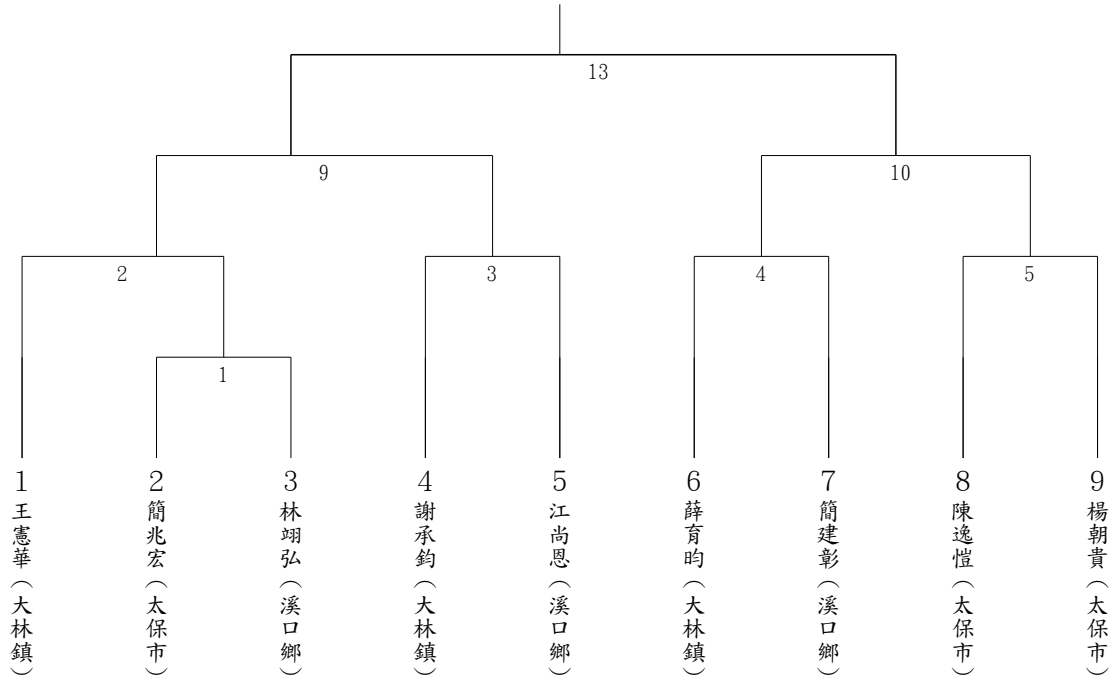 13
9
10
2
3
4
5
1
1 王憲華(大林鎮)
2 簡兆宏(太保市)
3 林翊弘(溪口鄉)
4 謝承鈞(大林鎮)
5 江尚恩(溪口鄉)
6 薛育昀(大林鎮)
7 簡建彰(溪口鄉)
8 陳逸愷(太保市)
9 楊朝貴(太保市)